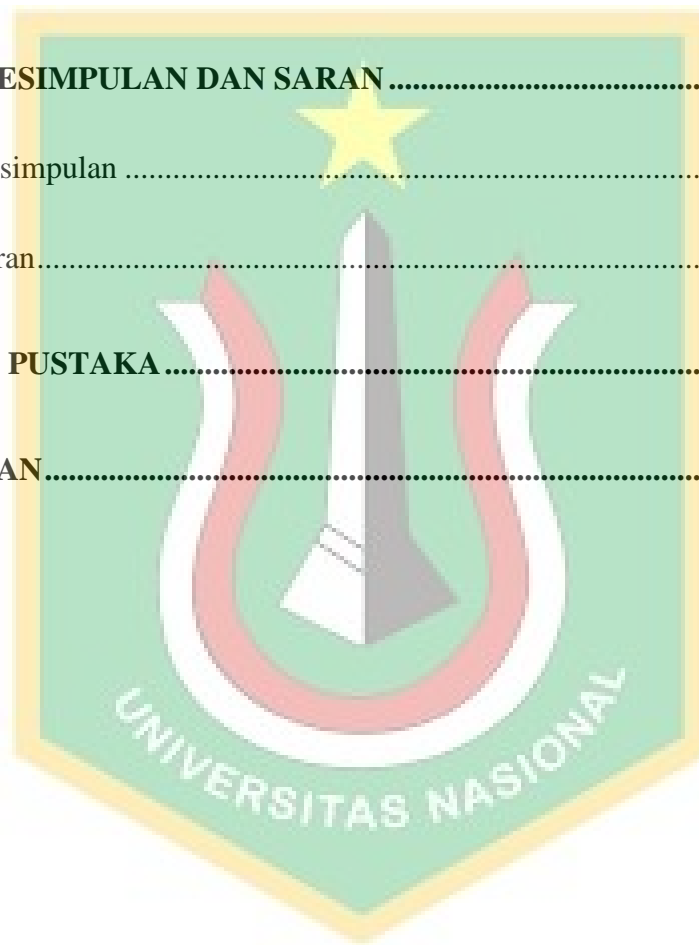 ESIMPULAN DAN SARAN ........................................
simpulan ........................................
ran........................................
PUSTAKA ........................................
AN........................................
UNIVERSITAS NASIONAL